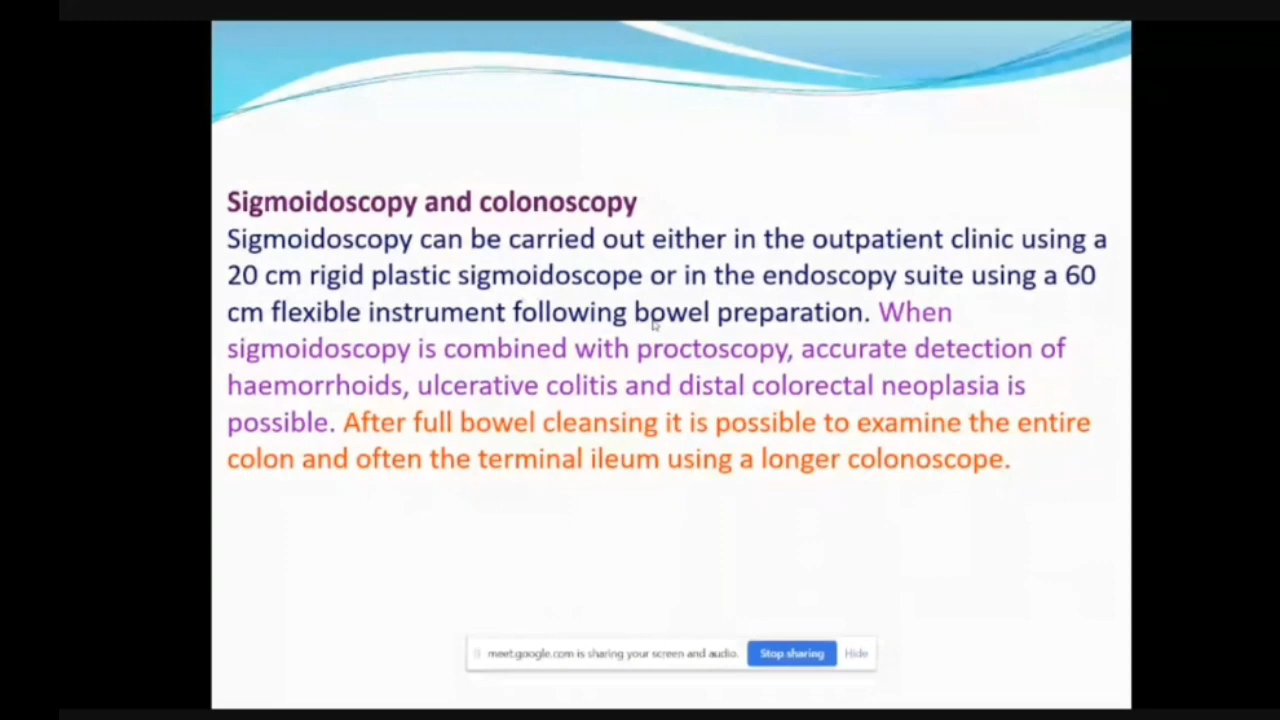 Sigmoidoscopy and colonoscopy
Sigmoidoscopy can be carried out either in the outpatient clinic using a
20 cm rigid plastic sigmoidoscope or in the endoscopy suite using a 60
cm flexible instrument following bowel preparation. When
sigmoidoscopy is combined with proctoscopy, accurate detection of
haemorrhoids, ulcerative colitis and distal colorectal neoplasia is
possible. After full bowel cleansing it is possible to examine the entire
colon and often the terminal ileum using a longer colonoscope.
meet.google.com is sharing your screen and audio. Stop sharing Hide